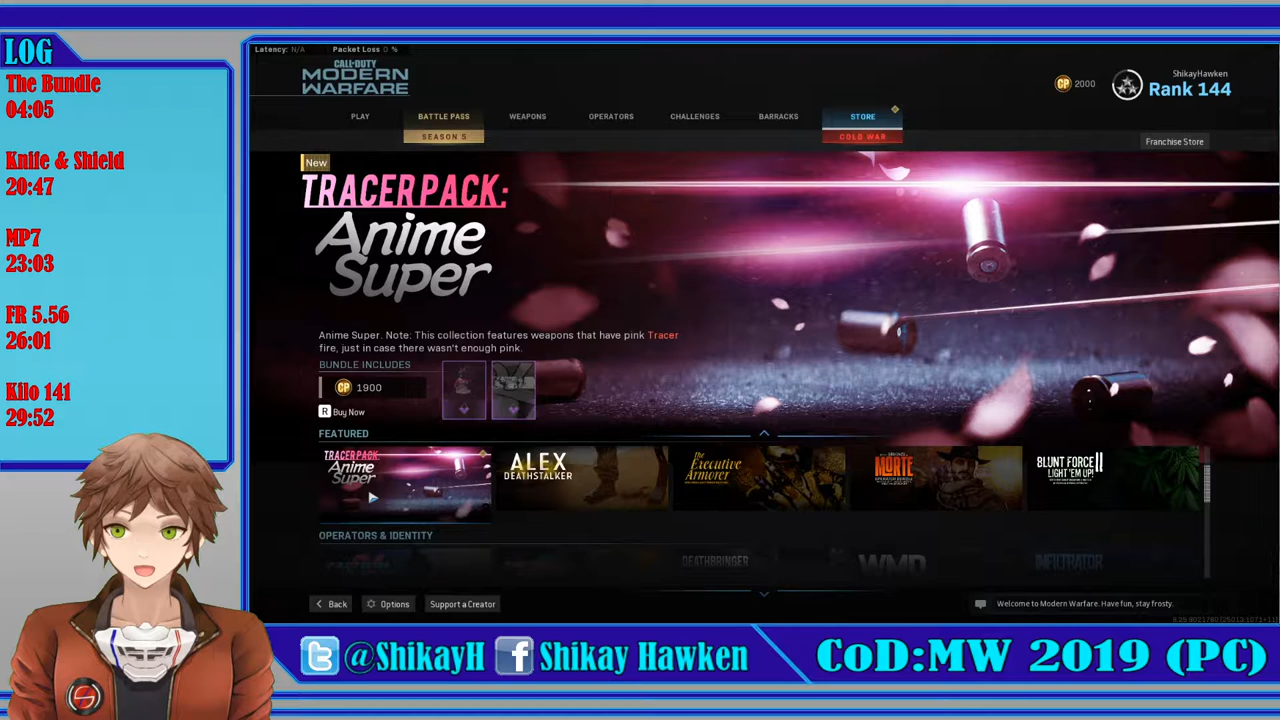 LOG
The Bundle
04:05
Knife & Shield
20:47
MP7
23:03
FR 5.56
26:01
Kilo 141
29:52
Latency: N/A Packet Loss 0 %
CALL OF DUTY
MODERN
WARFARE
CP 2000
ShikayHawken
Rank 144
PLAY BATTLE PASS WEAPONS OPERATORS CHALLENGES BARRACKS STORE
SEASON 5 COLD WAR
Franchise Store
New
TRACER PACK:
Anime
Super
Anime Super. Note: This collection features weapons that have pink Tracer
fire, just in case there wasn't enough pink.
BUNDLE INCLUDES
CP 1900
R Buy Now
FEATURED
TRACER PACK:
Anime
Super
ALEX
DEATHSTALKER
The
Executive
Armorer
MORTE
BLUNT FORCE II
LIGHT 'EM UP!
OPERATORS & IDENTITY
DEATHBRINGER
WMD
INFILTRATOR
Back Options Support a Creator
Welcome to Modern Warfare. Have fun, stay frosty.
@ShikayH f Shikay Hawken CoD:MW 2019 (PC)